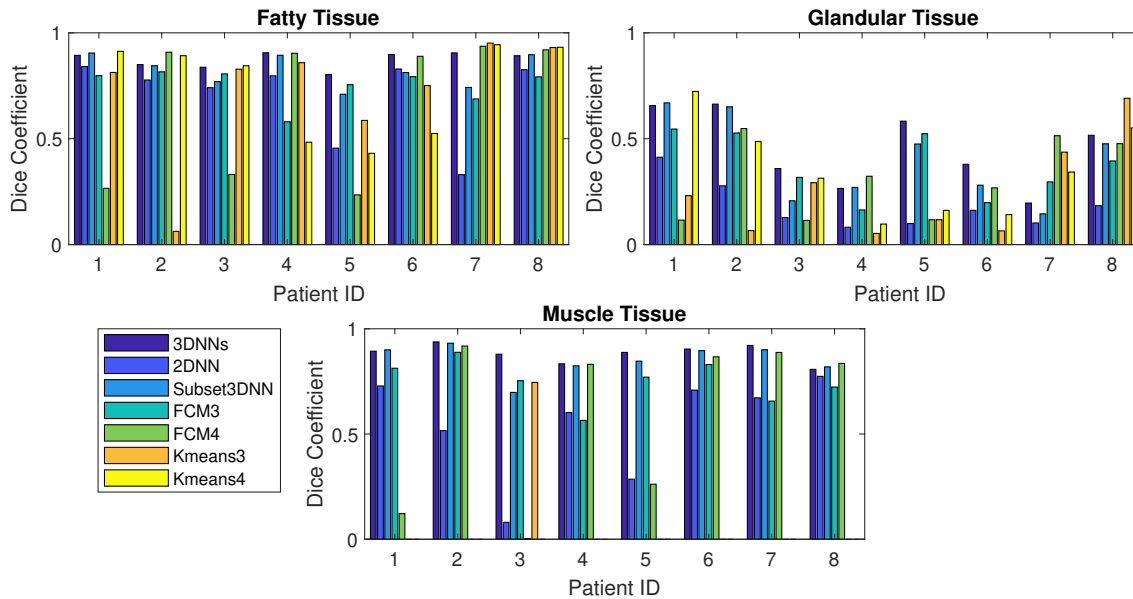 Fatty Tissue
1
0.5
0
Dice Coefficient
1 2 3 4 5 6 7 8
Patient ID
Glandular Tissue
1
0.5
0
Dice Coefficient
1 2 3 4 5 6 7 8
Patient ID
3DNNs
2DNN
Subset3DNN
FCM3
FCM4
Kmeans3
Kmeans4
Muscle Tissue
1
0.5
0
Dice Coefficient
1 2 3 4 5 6 7 8
Patient ID